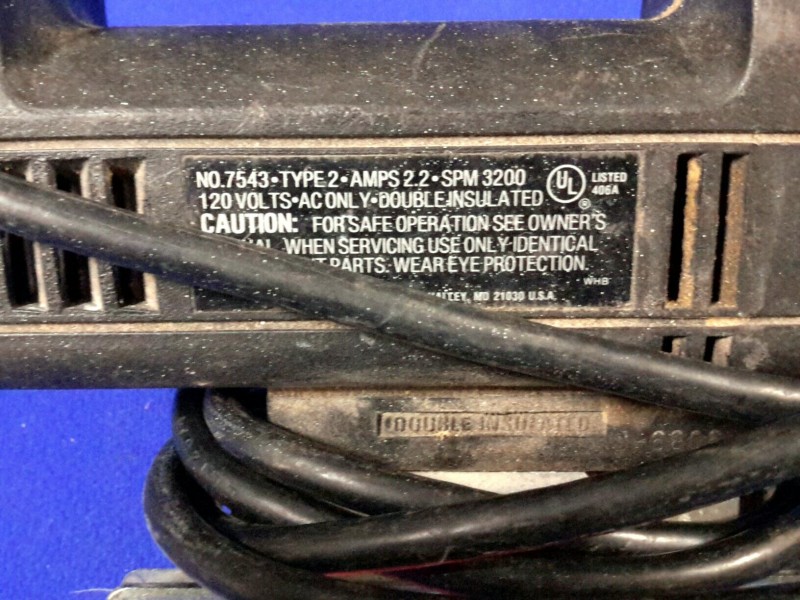 NO.7543•TYPE 2•AMPS 2.2•SPM 3200
120 VOLTS•AC ONLY•DOUBLE INSULATED
CAUTION: FOR SAFE OPERATION SEE OWNER'S
WHEN SERVICING USE ONLY IDENTICAL
PARTS. WEAR EYE PROTECTION.
MD 21030 U.S.A.
UL
®
LISTED
406A
WHB
DOUBLE INSULATED